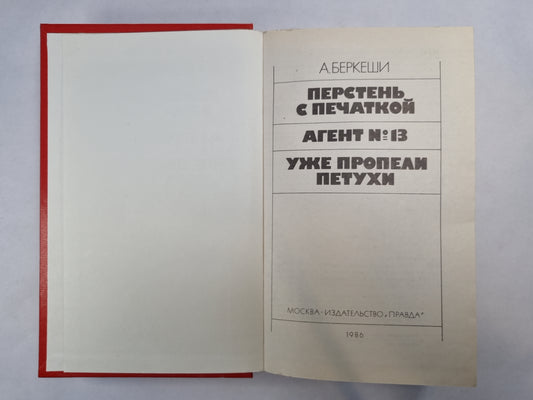 А. БЕРКЕШИ
ПЕРСТЕНЬ
С ПЕЧАТКОЙ
АГЕНТ №13
УЖЕ ПРОПЕЛИ
ПЕТУХИ
МОСКВА·ИЗДАТЕЛЬСТВО„ПРАВДА"
1986